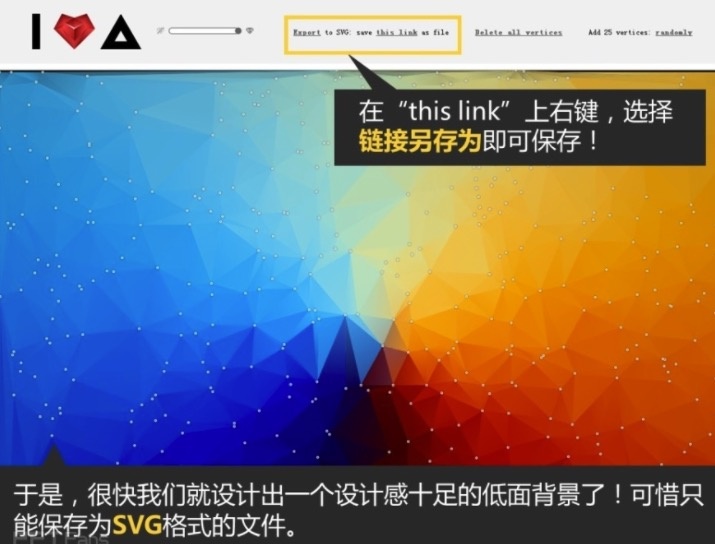 I
Export to SVG: save this link as file
Delete all vertices
Add 25 vertices: randomly
在“this link”上右键，选择
链接另存为即可保存！
于是，很快我们就设计出一个设计感十足的低面背景了！可惜只
能保存为SVG格式的文件。